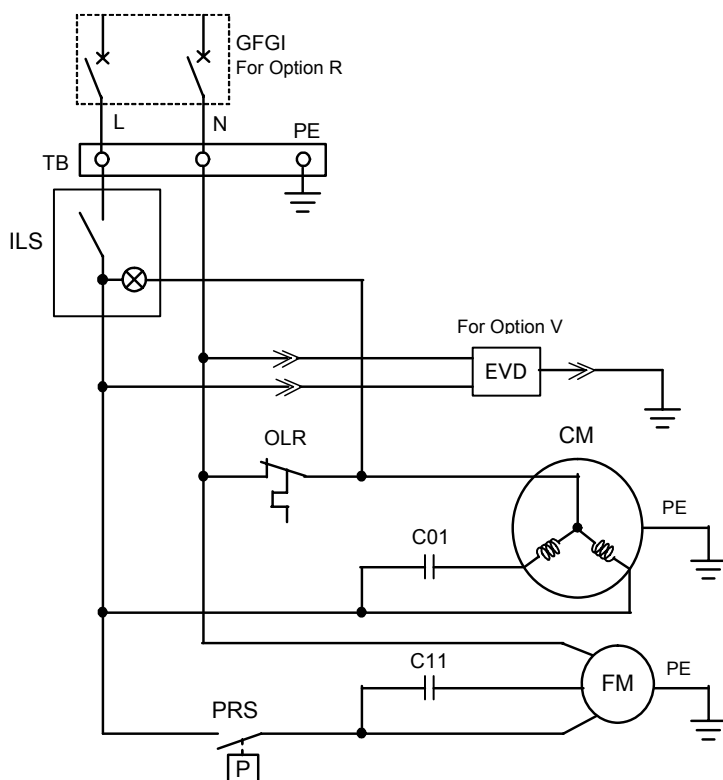 GFGI
For Option R
L
N
PE
TB
ILS
For Option V
EVD
OLR
CM
PE
C01
C11
PE
FM
PRS
P